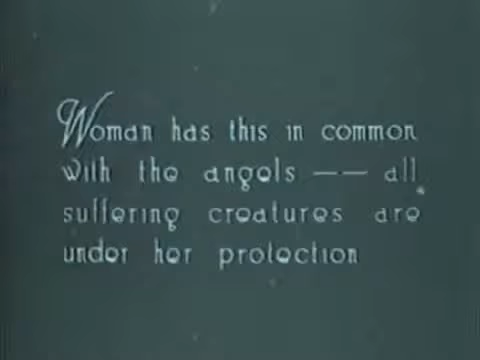 Woman has this in common
with the angels —— all
suffering creatures are
under her protection